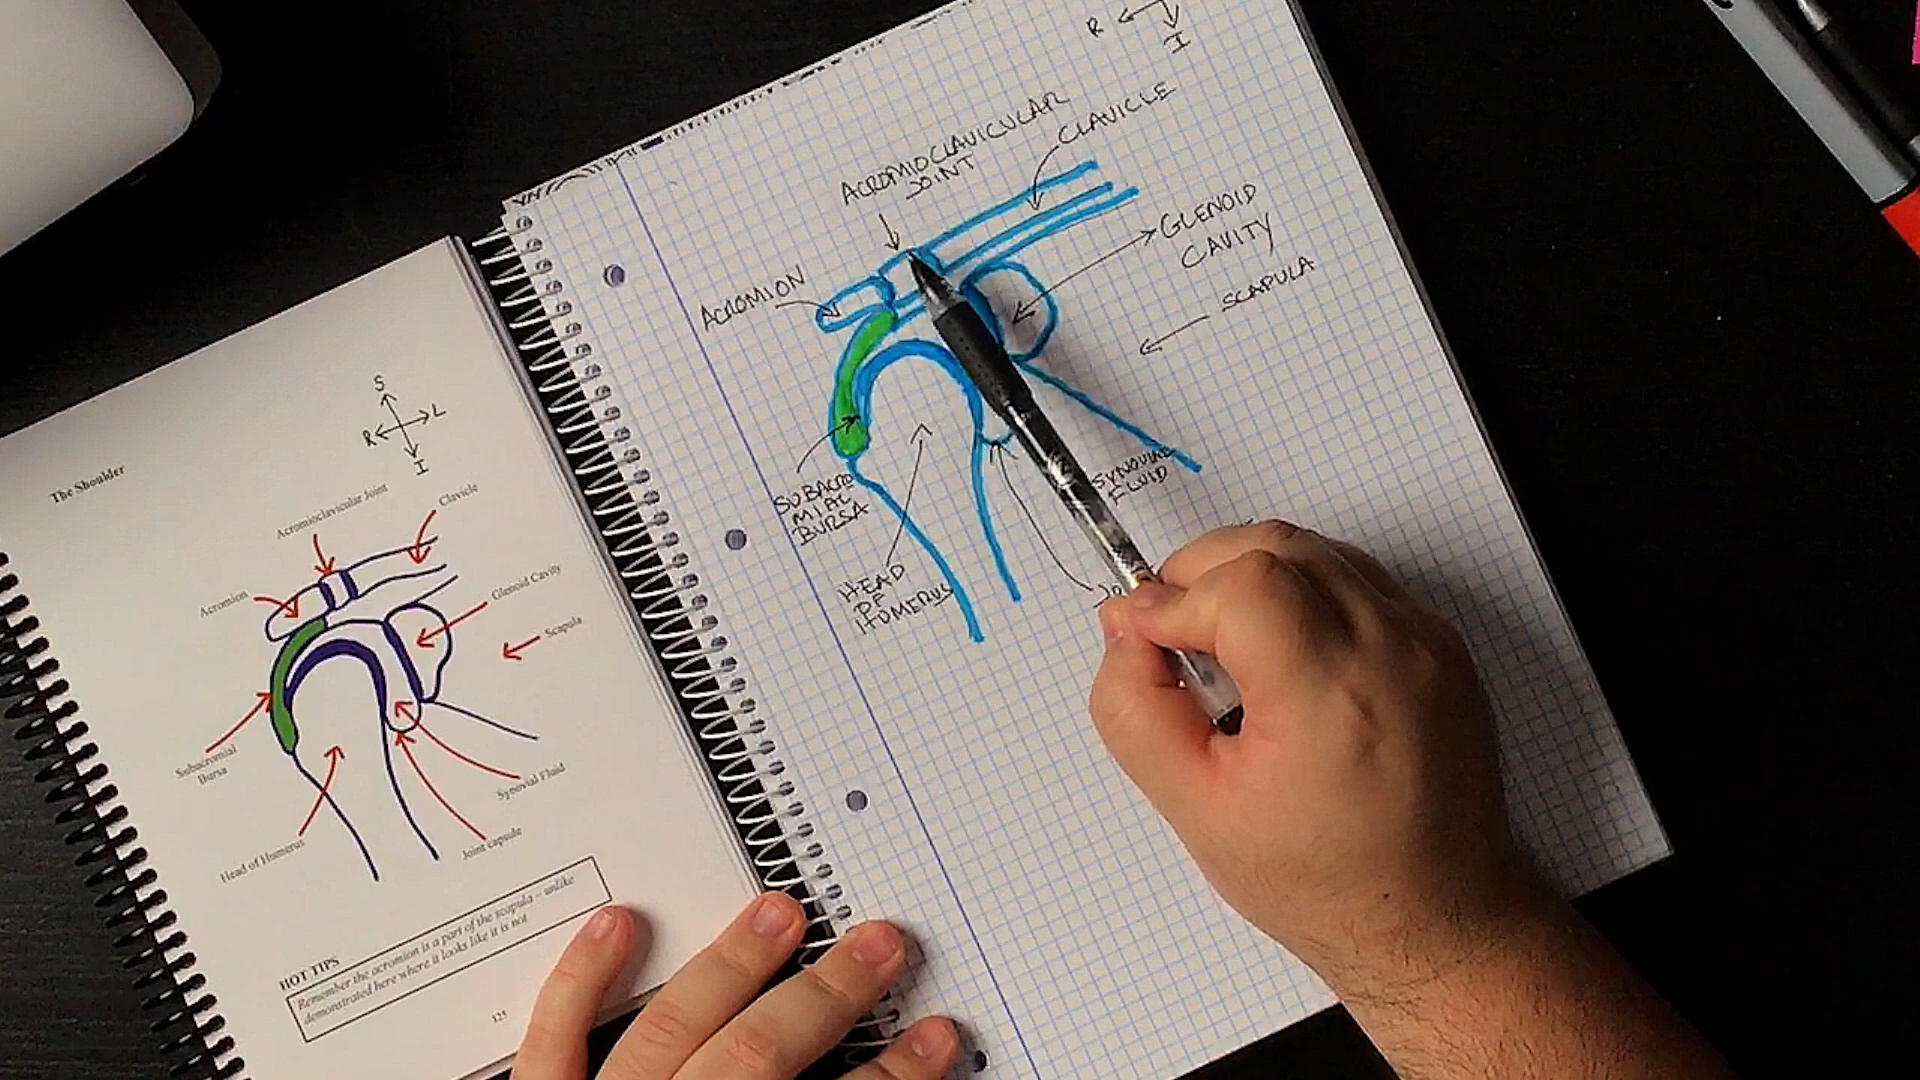 The Shoulder
S
R
L
I
Acromioclavicular Joint
Clavicle
Acromion
Glenoid Cavity
Scapula
Subacromial
Bursa
Synovial Fluid
Head of Humerus
Joint capsule
HOT TIPS
Remember the acromion is a part of the scapula – unlike
demonstrated here where it looks like it is not
125
R
I
ACROMIOCLAVICULAR
JOINT
CLAVICLE
GLENOID
CAVITY
ACROMION
SCAPULA
SUBACRO
MIAL
BURSA
SYNOVIAL
FLUID
HEAD
OF
HUMERUS